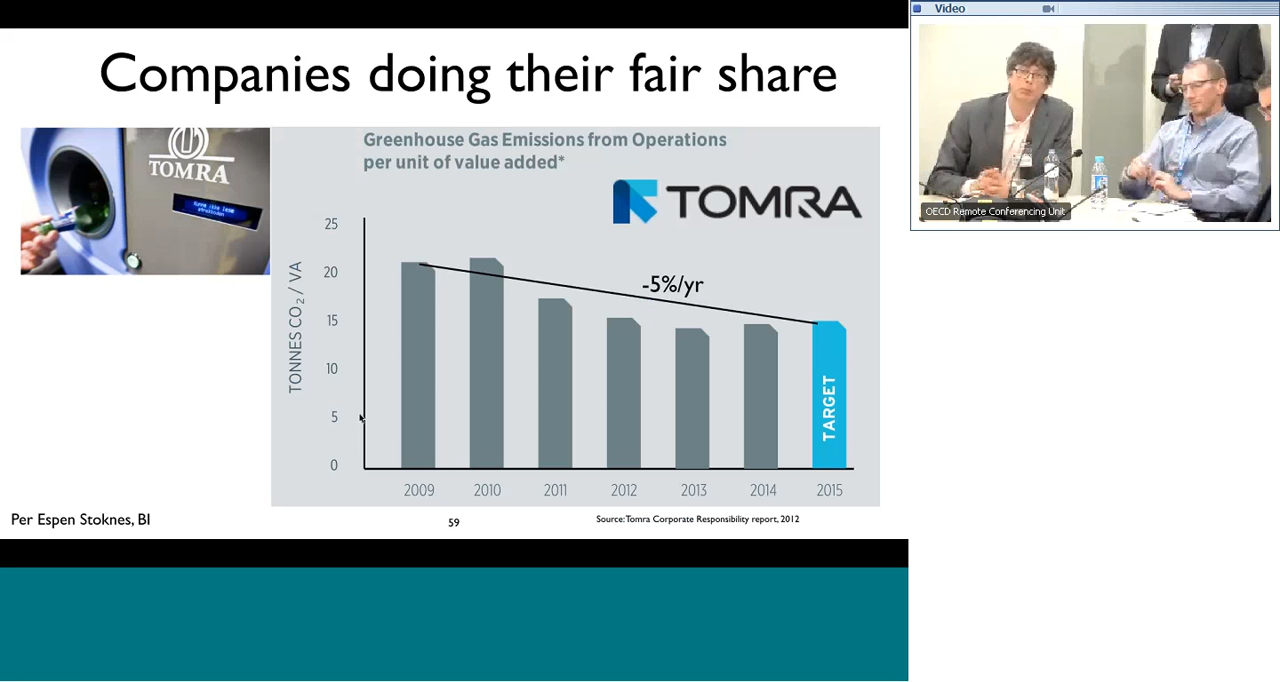 Companies doing their fair share
TOMRA
Greenhouse Gas Emissions from Operations
per unit of value added*
TOMRA
TONNES CO2 / VA
25
20
15
10
5
0
-5%/yr
TARGET
2009 2010 2011 2012 2013 2014 2015
Per Espen Stoknes, BI
59
Source: Tomra Corporate Responsibility report, 2012
Video
OECD Remote Conferencing Unit